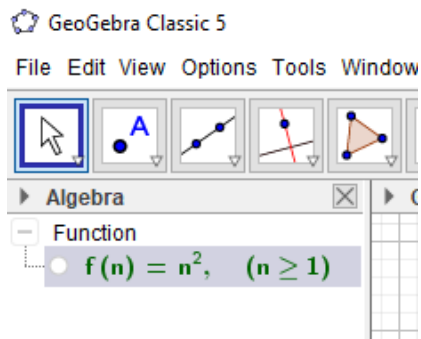 GeoGebra Classic 5
File Edit View Options Tools Window
A
Algebra
Function
f(n) = n², (n ≥ 1)